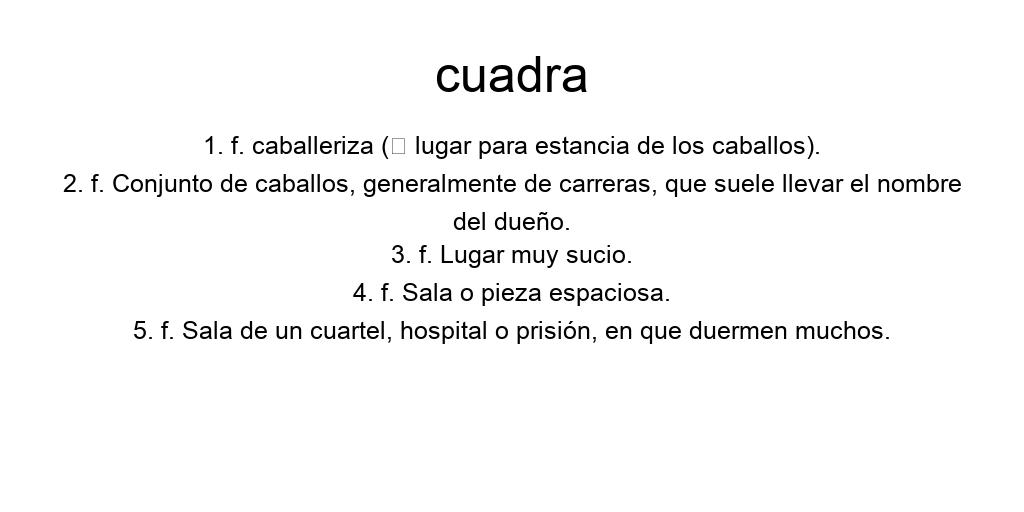 cuadra
1. f. caballeriza (□ lugar para estancia de los caballos).
2. f. Conjunto de caballos, generalmente de carreras, que suele llevar el nombre
del dueño.
3. f. Lugar muy sucio.
4. f. Sala o pieza espaciosa.
5. f. Sala de un cuartel, hospital o prisión, en que duermen muchos.